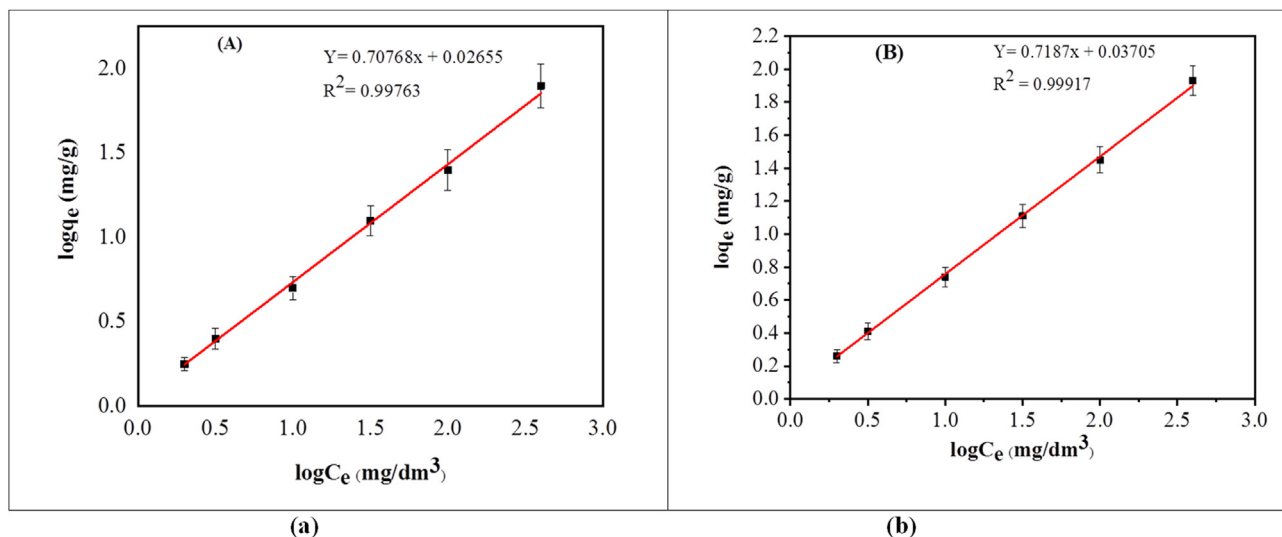 (A)
Y= 0.70768x + 0.02655
R² = 0.99763
2.0
1.5
1.0
0.5
0.0
logqe (mg/g)
0.0 0.5 1.0 1.5 2.0 2.5 3.0
logCe (mg/dm³)
(a)
(B)
Y= 0.7187x + 0.03705
R² = 0.99917
2.2
2.0
1.8
1.6
1.4
1.2
1.0
0.8
0.6
0.4
0.2
0.0
loqe (mg/g)
0.0 0.5 1.0 1.5 2.0 2.5 3.0
logCe (mg/dm³)
(b)